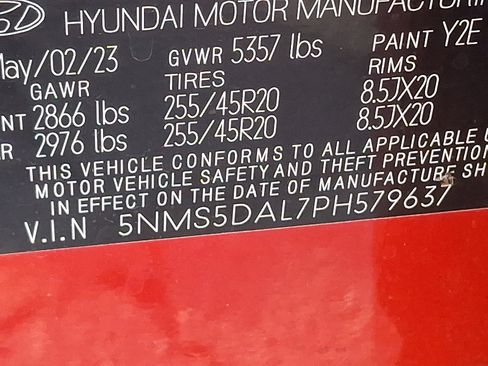 HYUNDAI MOTOR MANUFACTURIN
May/02/23 GVWR 5357 lbs PAINT Y2E
GAWR TIRES RIMS
NT 2866 lbs 255/45R20 8.5JX20
R 2976 lbs 255/45R20 8.5JX20
THIS VEHICLE CONFORMS TO ALL APPLICABLE U
MOTOR VEHICLE SAFETY AND THEFT PREVENTION
IN EFFECT ON THE DATE OF MANUFACTURE SH
V.I.N 5NMS5DAL7PH579637